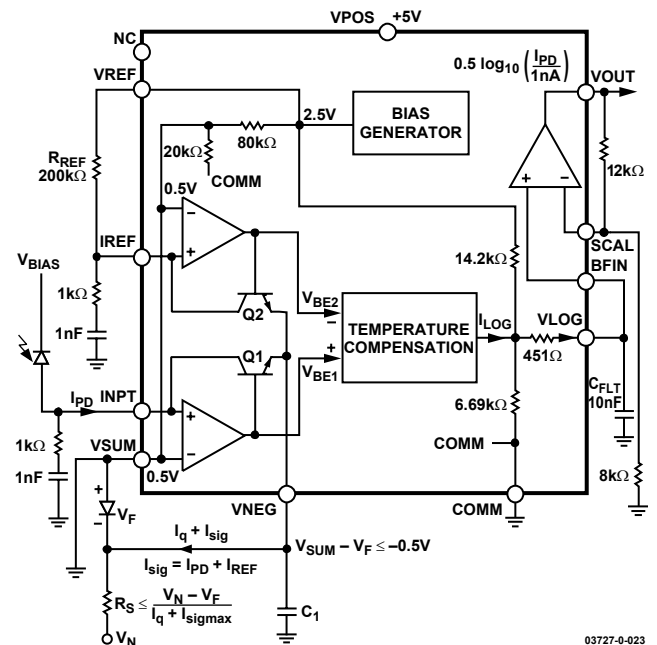 VPOS
+5V
NC
VREF
0.5 log10 (IPD / 1nA)
VOUT
2.5V
BIAS
GENERATOR
80kΩ
20kΩ
COMM
RREF
200kΩ
0.5V
12kΩ
IREF
SCAL
BFIN
VBIAS
14.2kΩ
1kΩ
1nF
Q2
VBE2
TEMPERATURE
COMPENSATION
ILOG
VLOG
451Ω
Q1
VBE1
IPD
INPT
6.69kΩ
CFLT
10nF
1kΩ
1nF
VSUM
0.5V
COMM
8kΩ
VNEG
COMM
VF
Iq + Isig
Isig = IPD + IREF
VSUM – VF ≤ –0.5V
RS ≤ VN – VF / Iq + Isigmax
C1
VN
03727-0-023